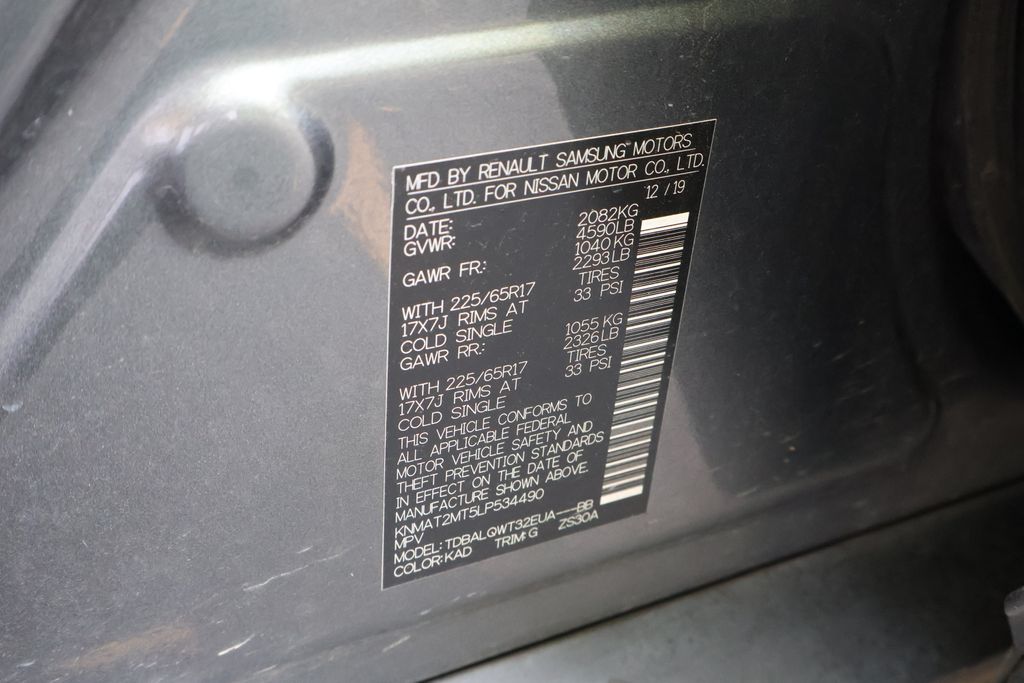 MFD BY RENAULT SAMSUNG MOTORS
CO., LTD. FOR NISSAN MOTOR CO., LTD.
DATE: 12 / 19
GVWR: 2082KG
4590LB
GAWR FR.: 1040 KG
2293LB
WITH 225/65R17 TIRES
17X7J RIMS AT 33 PSI
COLD SINGLE
GAWR RR.: 1055 KG
2326LB
WITH 225/65R17 TIRES
17X7J RIMS AT 33 PSI
COLD SINGLE
THIS VEHICLE CONFORMS TO
ALL APPLICABLE FEDERAL
MOTOR VEHICLE SAFETY AND
THEFT PREVENTION STANDARDS
IN EFFECT ON THE DATE OF
MANUFACTURE SHOWN ABOVE.
KNMAT2MT5LP534490
MPV
MODEL: TDBALQWT32EUA----BB
COLOR: KAD TRIM: G ZS30A